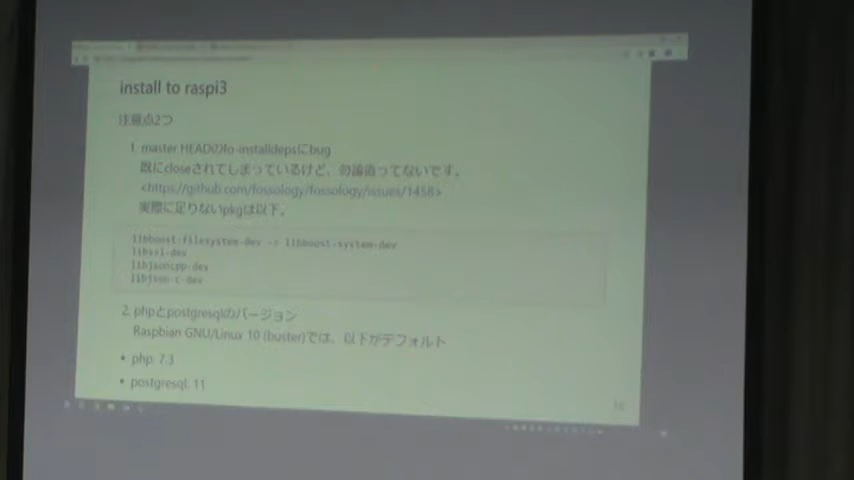 install to raspi3
注意点2つ
1. master HEADのfo-installdepsにbug
既にcloseされてしまっているけど、勿論直ってないです。
<https://github.com/fossology/fossology/issues/1458>
実際に足りないpkgは以下。
libboost-filesystem-dev -> libboost-system-dev
libssl-dev
libjsoncpp-dev
libjson-c-dev
2. phpとpostgresqlのバージョン
Raspbian GNU/Linux 10 (buster)では、以下がデフォルト
• php: 7.3
• postgresql: 11